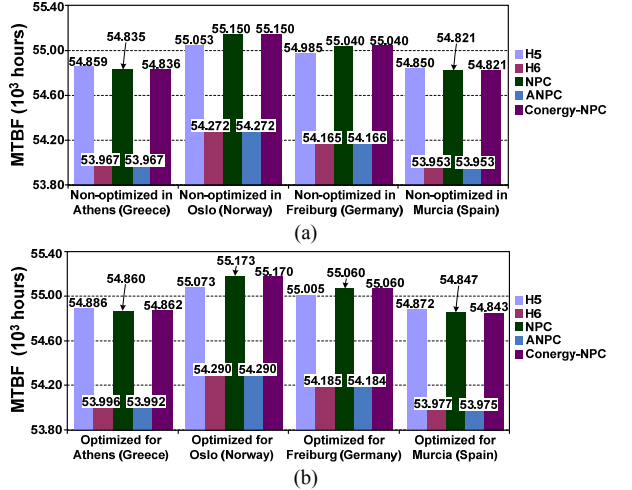 55.40
55.00
54.60
54.20
53.80
MTBF (10³ hours)
54.859
53.967
54.835
53.967
54.836
55.053
54.272
55.150
54.272
55.150
54.985
54.165
55.040
54.166
55.040
54.850
53.953
54.821
53.953
54.821
H5
H6
NPC
ANPC
Conergy-NPC
Non-optimized in
Athens (Greece)
Non-optimized in
Oslo (Norway)
Non-optimized in
Freiburg (Germany)
Non-optimized in
Murcia (Spain)
(a)
55.40
55.00
54.60
54.20
53.80
MTBF (10³ hours)
54.886
53.996
54.860
53.992
54.862
55.073
54.290
55.173
54.290
55.170
55.005
54.185
55.060
54.184
55.060
54.872
53.977
54.847
53.975
54.843
H5
H6
NPC
ANPC
Conergy-NPC
Optimized for
Athens (Greece)
Optimized for
Oslo (Norway)
Optimized for
Freiburg (Germany)
Optimized for
Murcia (Spain)
(b)